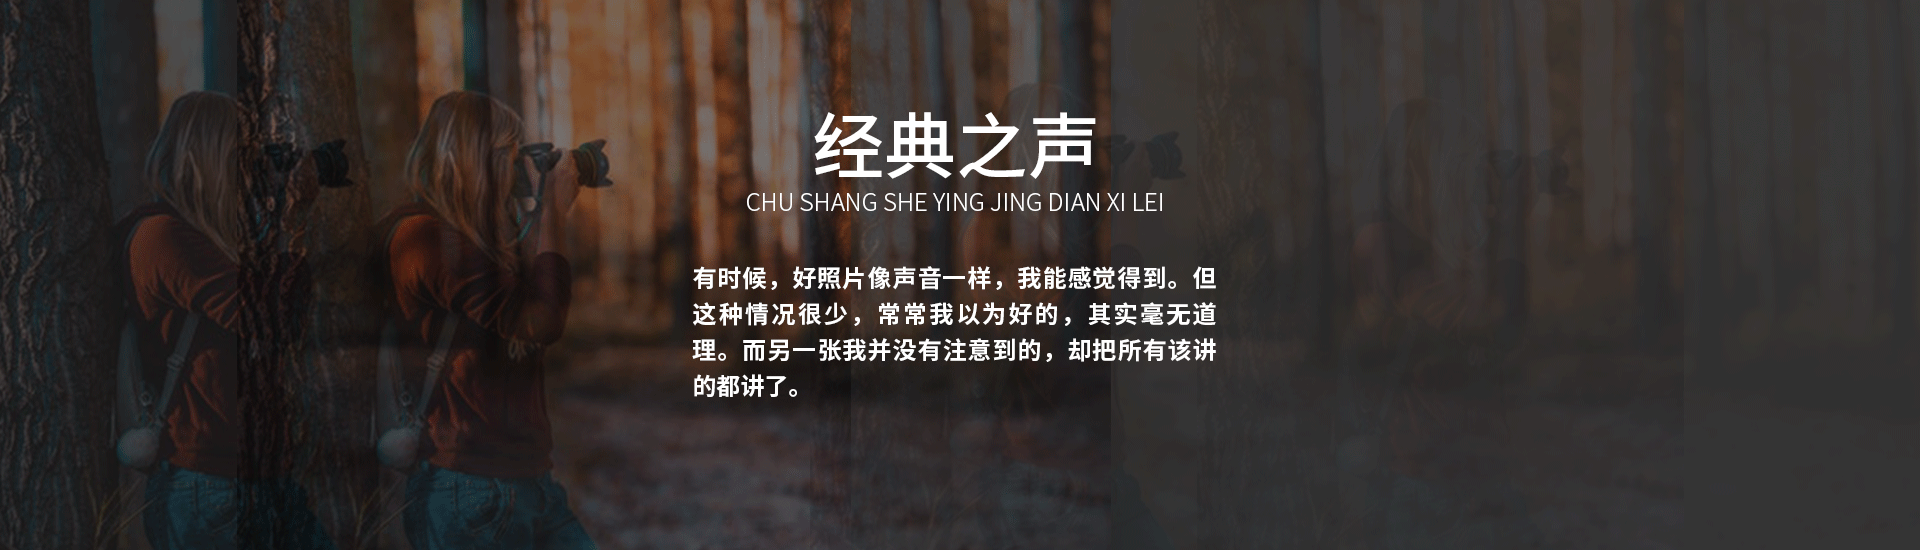 经典之声
CHU SHANG SHE YING JING DIAN XI LEI
有时候，好照片像声音一样，我能感觉得到。但
这种情况很少，常常我以为好的，其实毫无道
理。而另一张我并没有注意到的，却把所有该讲
的都讲了。